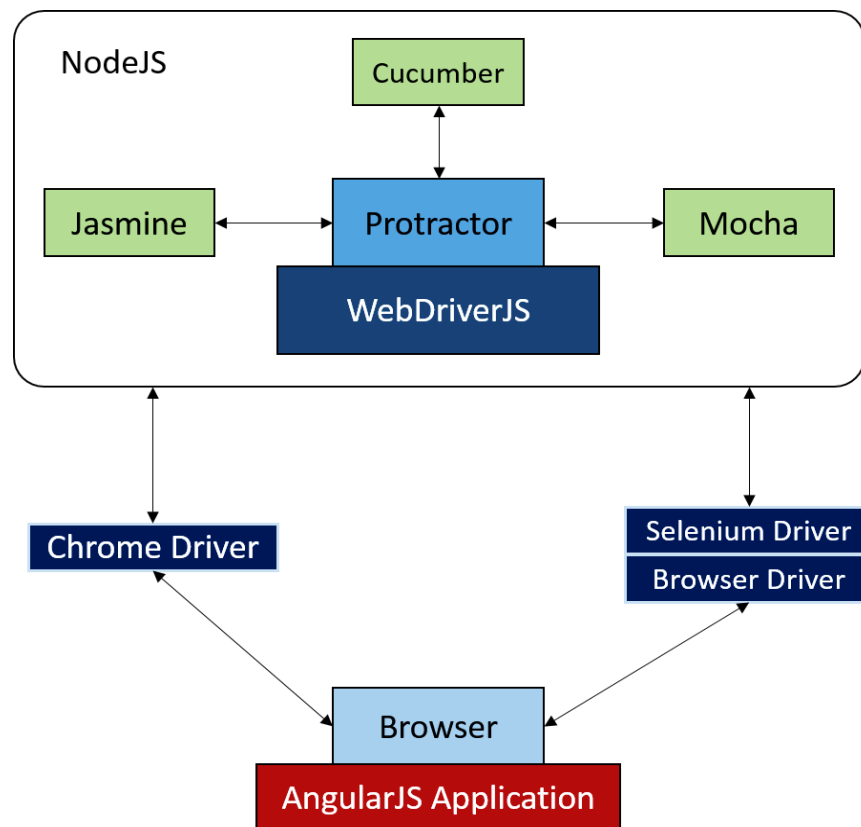 NodeJS
Cucumber
Jasmine
Protractor
Mocha
WebDriverJS
Chrome Driver
Selenium Driver
Browser Driver
Browser
AngularJS Application